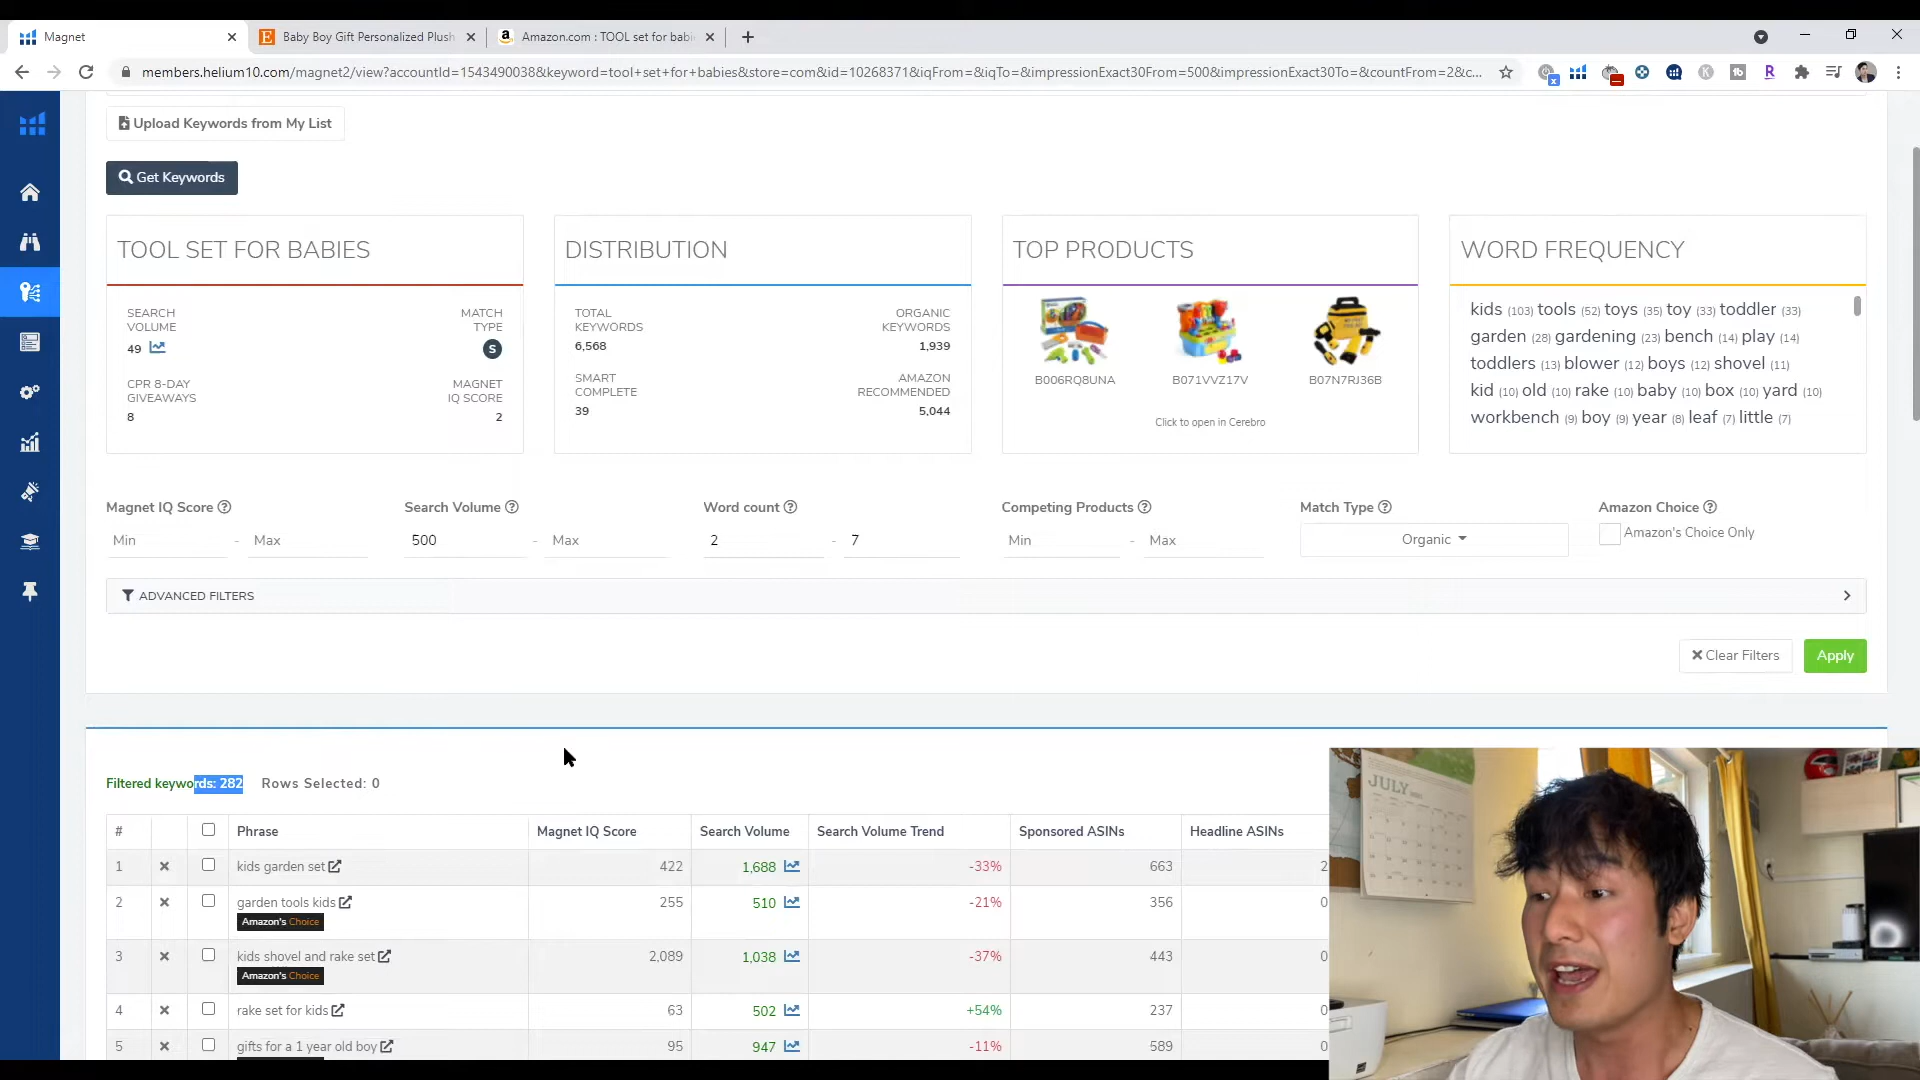 Magnet
Baby Boy Gift Personalized Plush
Amazon.com : TOOL set for babi
members.helium10.com/magnet2/view?accountId=1543490038&keyword=tool+set+for+babies&store=com&id=10268371&iqFrom=&iqTo=&impressionExact30From=500&impressionExact30To=&countFrom=2&c...
Upload Keywords from My List
Get Keywords
TOOL SET FOR BABIES
SEARCH VOLUME
49
MATCH TYPE
S
CPR 8-DAY GIVEAWAYS
8
MAGNET IQ SCORE
2
DISTRIBUTION
TOTAL KEYWORDS
6,568
ORGANIC KEYWORDS
1,939
SMART COMPLETE
39
AMAZON RECOMMENDED
5,044
TOP PRODUCTS
B006RQ8UNA B071VVZ17V B07N7RJ36B
Click to open in Cerebro
WORD FREQUENCY
kids (103) tools (52) toys (35) toy (33) toddler (33)
garden (28) gardening (23) bench (14) play (14)
toddlers (13) blower (12) boys (12) shovel (11)
kid (10) old (10) rake (10) baby (10) box (10) yard (10)
workbench (9) boy (9) year (8) leaf (7) little (7)
Magnet IQ Score Search Volume Word count Competing Products Match Type Amazon Choice
Min - Max 500 - Max 2 - 7 Min - Max Organic Amazon's Choice Only
ADVANCED FILTERS
Clear Filters Apply
Filtered keywords: 282 Rows Selected: 0
# Phrase Magnet IQ Score Search Volume Search Volume Trend Sponsored ASINs Headline ASINs
1 kids garden set 422 1,688 -33% 663 2
2 garden tools kids 255 510 -21% 356 0
Amazon's Choice
3 kids shovel and rake set 2,089 1,038 -37% 443 0
Amazon's Choice
4 rake set for kids 63 502 +54% 237 0
5 gifts for a 1 year old boy 95 947 -11% 589 0
JULY